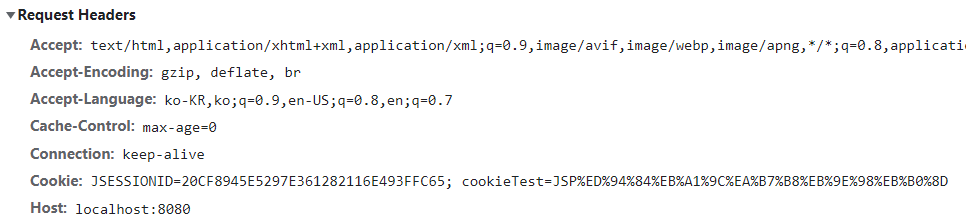 ▼Request Headers
Accept: text/html,application/xhtml+xml,application/xml;q=0.9,image/avif,image/webp,image/apng,*/*;q=0.8,applicatio
Accept-Encoding: gzip, deflate, br
Accept-Language: ko-KR,ko;q=0.9,en-US;q=0.8,en;q=0.7
Cache-Control: max-age=0
Connection: keep-alive
Cookie: JSESSIONID=20CF8945E5297E361282116E493FFC65; cookieTest=JSP%ED%94%84%EB%A1%9C%EA%B7%B8%EB%9E%98%EB%B0%8D
Host: localhost:8080